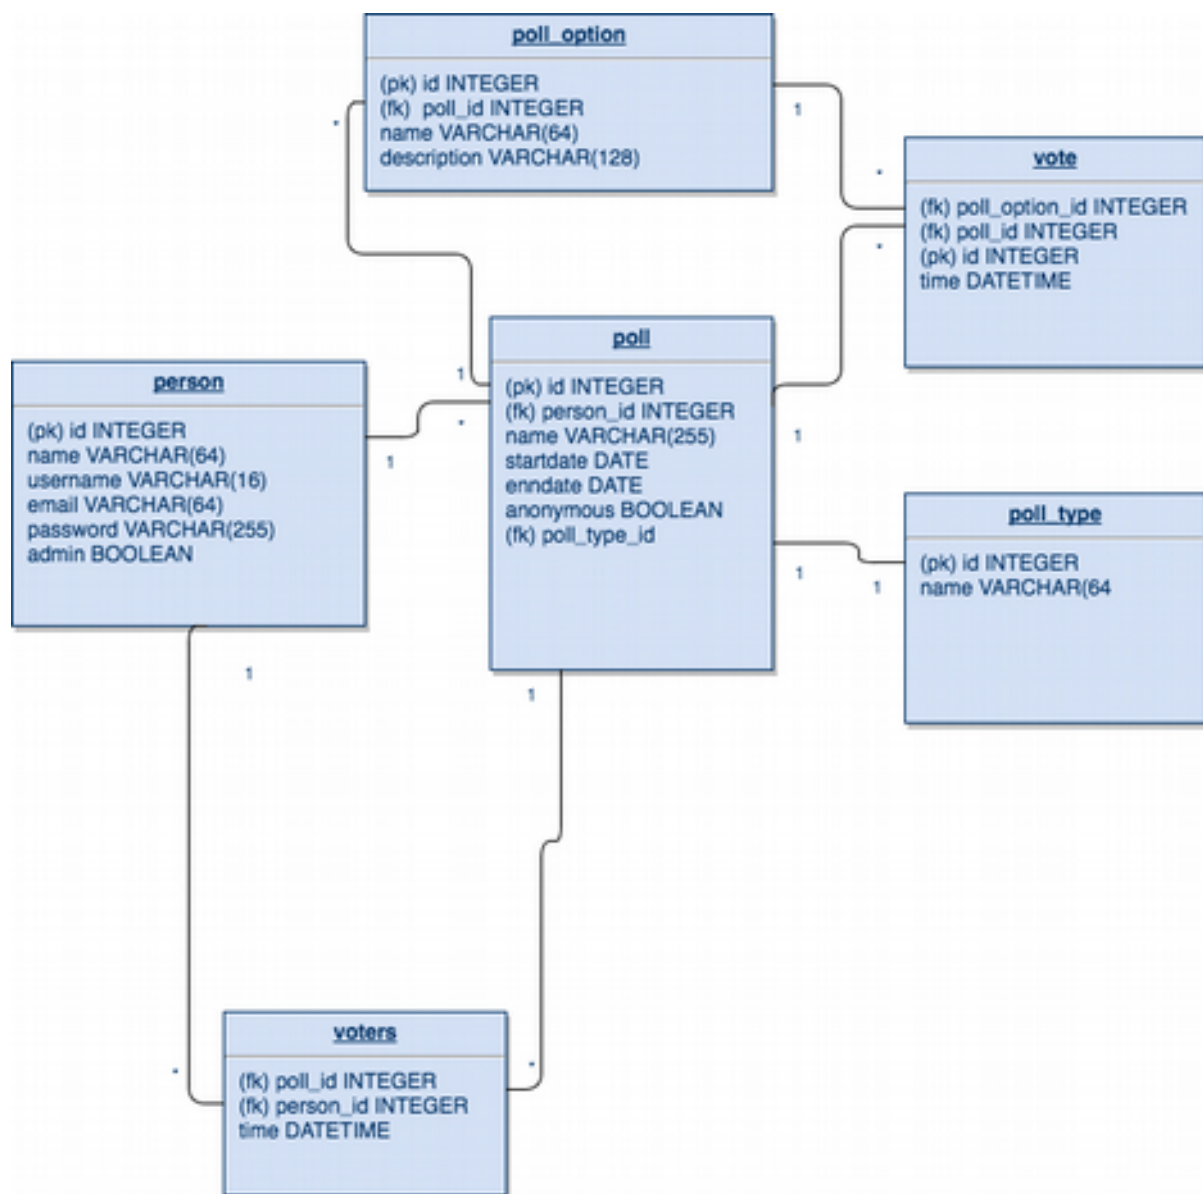 poll_option
(pk) id INTEGER
(fk) poll_id INTEGER
name VARCHAR(64)
description VARCHAR(128)
1
*
*
vote
(fk) poll_option_id INTEGER
(fk) poll_id INTEGER
(pk) id INTEGER
time DATETIME
*
poll
(pk) id INTEGER
(fk) person_id INTEGER
name VARCHAR(255)
startdate DATE
enndate DATE
anonymous BOOLEAN
(fk) poll_type_id
person
(pk) id INTEGER
name VARCHAR(64)
username VARCHAR(16)
email VARCHAR(64)
password VARCHAR(255)
admin BOOLEAN
1
*
1
1
poll_type
(pk) id INTEGER
name VARCHAR(64
1
1
1
1
voters
(fk) poll_id INTEGER
(fk) person_id INTEGER
time DATETIME
*
*